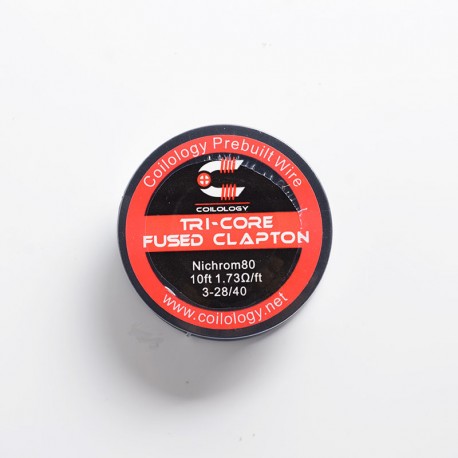 Coilology Prebuilt Wire
COILOLOGY
TRI-CORE
FUSED CLAPTON
Nichrom80
10ft 1.73Ω/ft
3-28/40
www.coilology.net